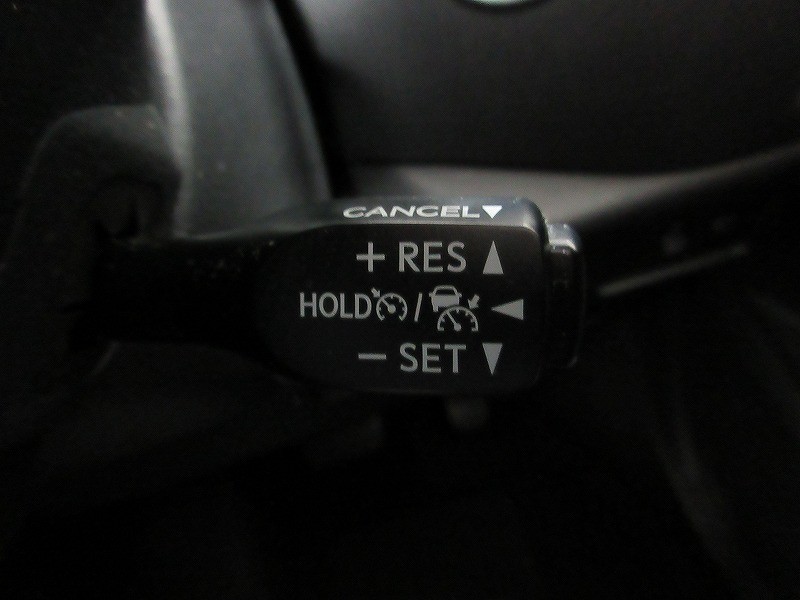 CANCEL▼
+ RES ▲
HOLD / ◀
− SET ▼